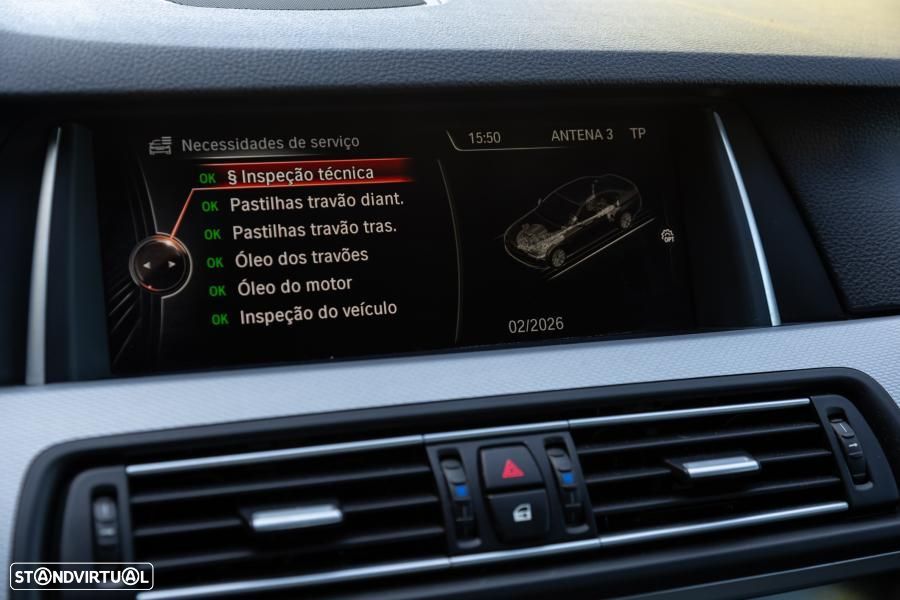 Necessidades de serviço
15:50 ANTENA 3 TP
OK § Inspeção técnica
OK Pastilhas travão diant.
OK Pastilhas travão tras.
OK Óleo dos travões
OK Óleo do motor
OK Inspeção do veículo
OPT
02/2026
STANDVIRTUAL